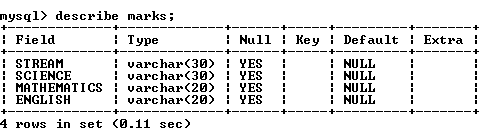 mysql> describe marks;
+-------------+-------------+------+-----+---------+-------+
| Field       | Type        | Null | Key | Default | Extra |
+-------------+-------------+------+-----+---------+-------+
| STREAM      | varchar(30) | YES  |     | NULL    |       |
| SCIENCE     | varchar(30) | YES  |     | NULL    |       |
| MATHEMATICS | varchar(20) | YES  |     | NULL    |       |
| ENGLISH     | varchar(20) | YES  |     | NULL    |       |
+-------------+-------------+------+-----+---------+-------+
4 rows in set (0.11 sec)